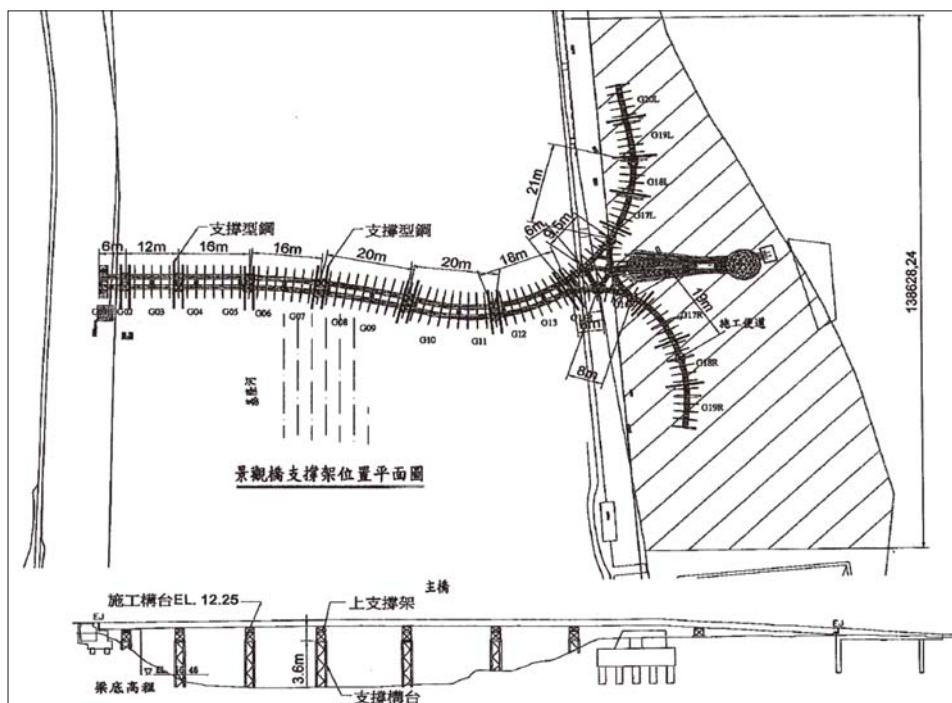 G20L
G19L
G18L
G17L
21m
6m
9.5m
支撐型鋼
支撐型鋼
6m
12m
16m
16m
20m
20m
G03
G04
G05
G06
G07
G08
G09
G10
G11
G12
G13
6m
8m
19m
G17R
施工便道
G18R
G19R
138628,24
基隆河
景觀橋支撐架位置平面圖
主橋
施工構台EL. 12.25
上支撐架
EJ
EJ
3.6m
梁底高程
支撐構台